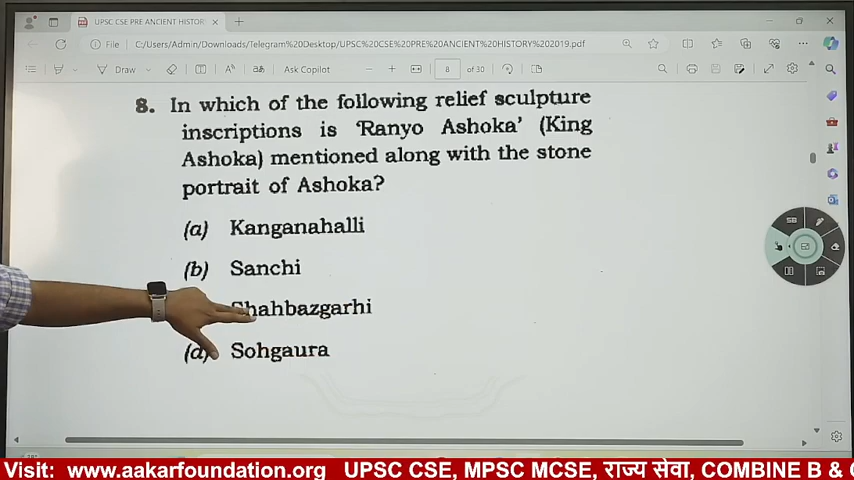 UPSC CSE PRE ANCIENT HISTOR
File C:/Users/Admin/Downloads/Telegram%20Desktop/UPSC%20CSE%20PRE%20ANCIENT%20HISTORY%202019.pdf
Draw Ask Copilot 8 of 30
8. In which of the following relief sculpture
inscriptions is 'Ranyo Ashoka' (King
Ashoka) mentioned along with the stone
portrait of Ashoka?
(a) Kanganahalli
SB
(b) Sanchi
Shahbazgarhi
(d) Sohgaura
Visit: www.aakarfoundation.org UPSC CSE, MPSC MCSE, राज्य सेवा, COMBINE B &